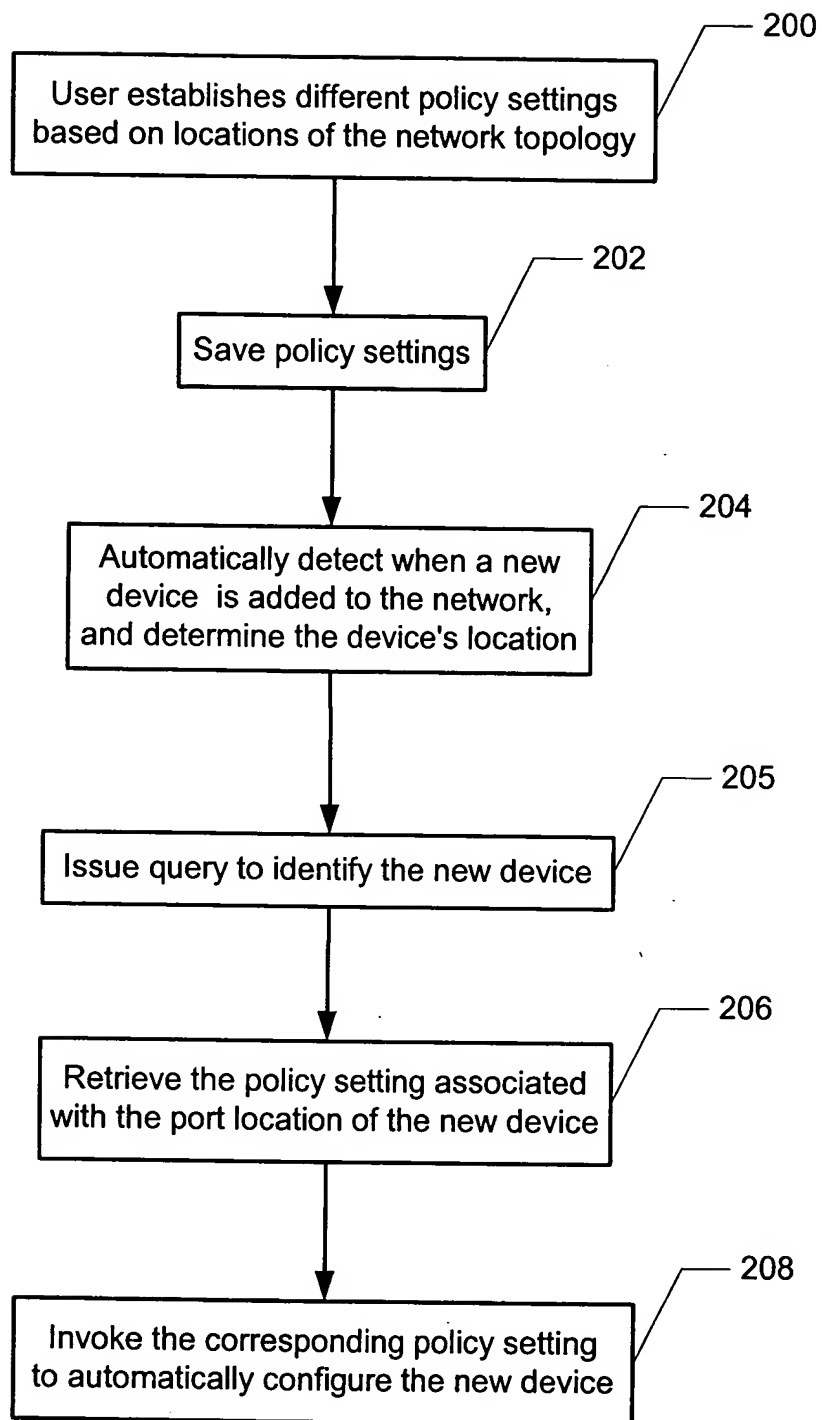 200
User establishes different policy settings
based on locations of the network topology
202
Save policy settings
204
Automatically detect when a new
device is added to the network,
and determine the device's location
205
Issue query to identify the new device
206
Retrieve the policy setting associated
with the port location of the new device
208
Invoke the corresponding policy setting
to automatically configure the new device